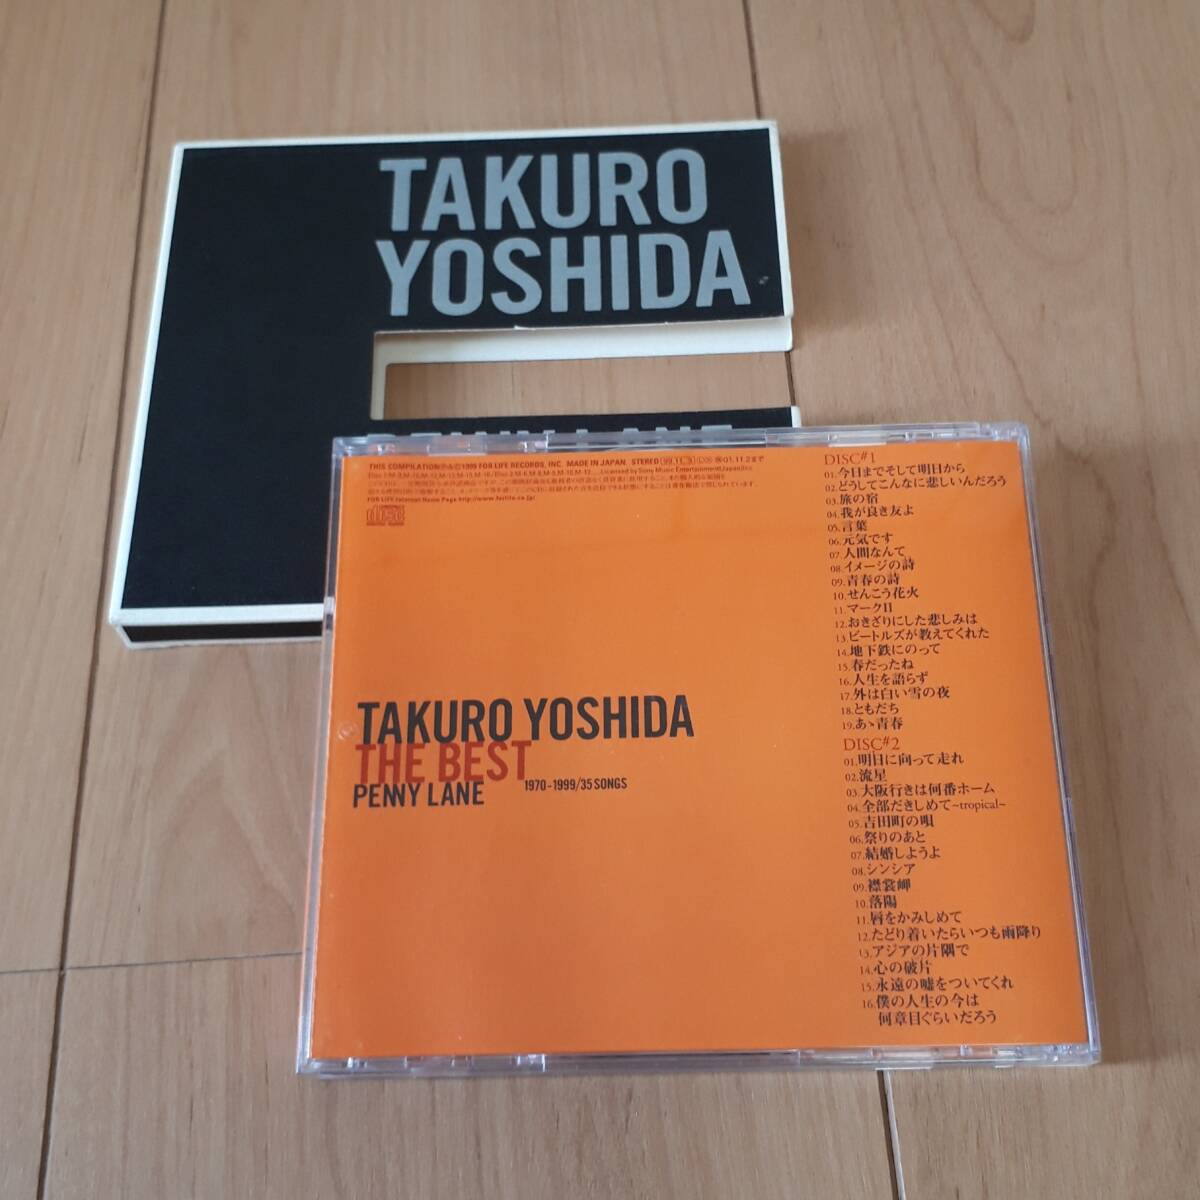 TAKURO
YOSHIDA
THIS COMPILATION ℗&© 1999 FOR LIFE RECORDS, INC. MADE IN JAPAN. STEREO 99.11.3
FOR LIFE Internet Home Page http://www.forlife.co.jp/
disc
TAKURO YOSHIDA
THE BEST
PENNY LANE 1970-1999/35SONGS
DISC#1
01.今日までそして明日から
02.どうしてこんなに悲しいんだろう
03.旅の宿
04.我が良き友よ
05.言葉
06.元気です
07.人間なんて
08.イメージの詩
09.青春の詩
10.せんこう花火
11.マークII
12.おきざりにした悲しみは
13.ビートルズが教えてくれた
14.地下鉄にのって
15.春だったね
16.人生を語らず
17.外は白い雪の夜
18.ともだち
19.あゝ青春
DISC#2
01.明日に向って走れ
02.流星
03.大阪行きは何番ホーム
04.全部だきしめて~tropical~
05.吉田町の唄
06.祭りのあと
07.結婚しようよ
08.シンシア
09.襟裳岬
10.落陽
11.唇をかみしめて
12.たどり着いたらいつも雨降り
13.アジアの片隅で
14.心の破片
15.永遠の嘘をついてくれ
16.僕の人生の今は
何章目ぐらいだろう